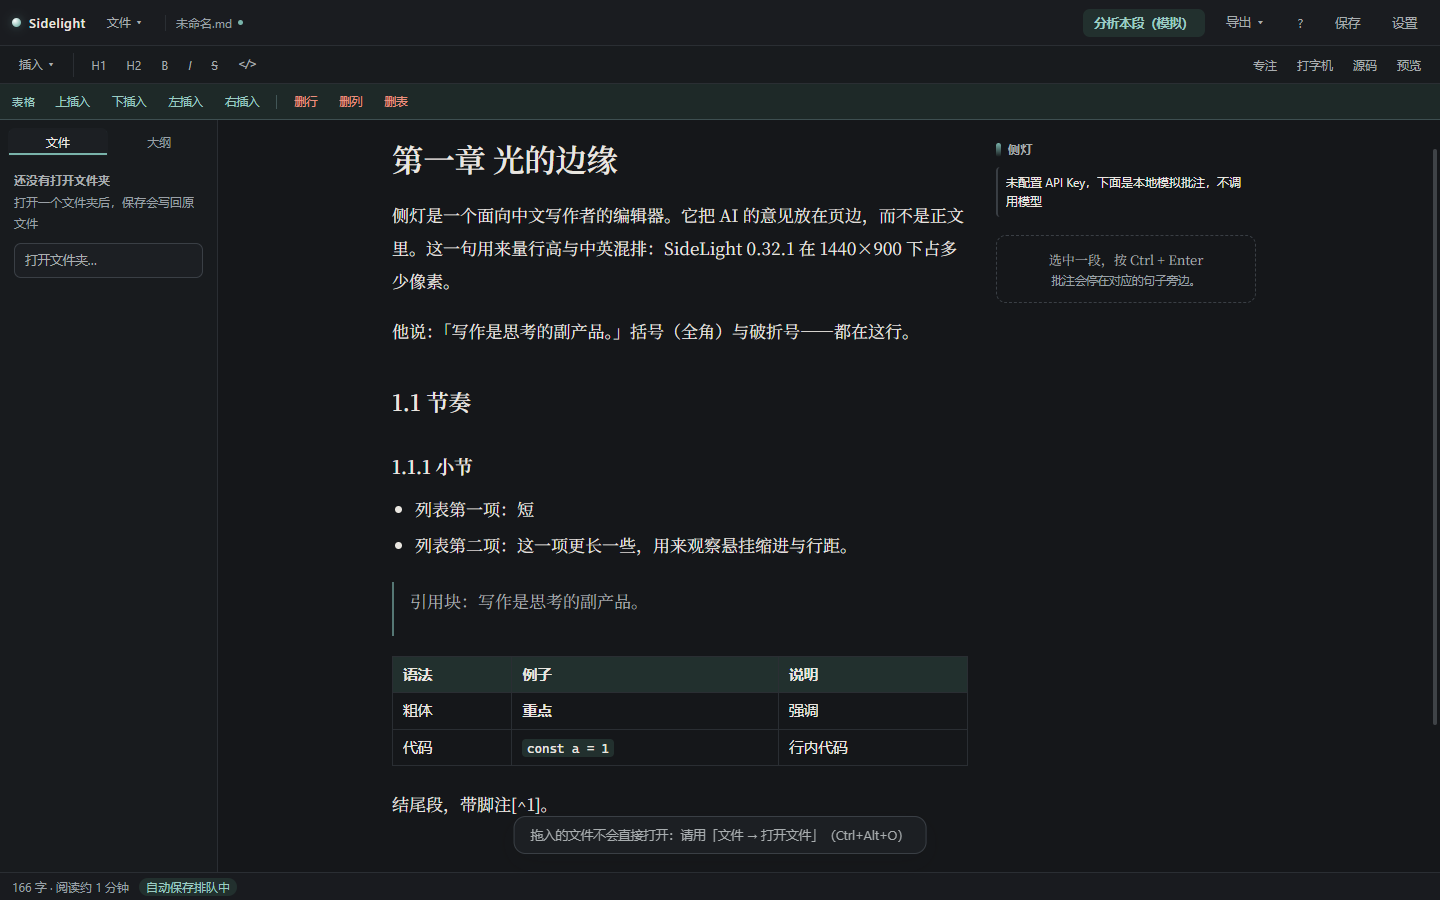 Sidelight 文件 未命名.md 分析本段（模拟） 导出 ? 保存 设置
插入 H1 H2 B I S </> 专注 打字机 源码 预览
表格 上插入 下插入 左插入 右插入 删行 删列 删表
文件 大纲
还没有打开文件夹
打开一个文件夹后，保存会写回原
文件
打开文件夹...
第一章 光的边缘
侧灯是一个面向中文写作者的编辑器。它把 AI 的意见放在页边，而不是正文
里。这一句用来量行高与中英混排：SideLight 0.32.1 在 1440×900 下占多
少像素。
他说：「写作是思考的副产品。」括号（全角）与破折号——都在这行。
1.1 节奏
1.1.1 小节
• 列表第一项：短
• 列表第二项：这一项更长一些，用来观察悬挂缩进与行距。
引用块：写作是思考的副产品。
语法 例子 说明
粗体 重点 强调
代码 const a = 1 行内代码
结尾段，带脚注[^1]。
侧灯
未配置 API Key，下面是本地模拟批注，不调
用模型
选中一段，按 Ctrl + Enter
批注会停在对应的句子旁边。
拖入的文件不会直接打开：请用「文件 → 打开文件」（Ctrl+Alt+O）
166 字 · 阅读约 1 分钟 自动保存排队中